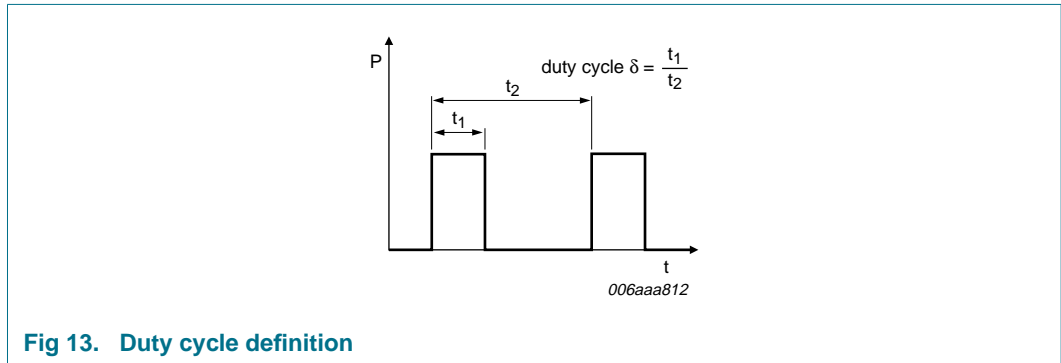 P
duty cycle δ = t1
t2
t2
t1
t
006aaa812
Fig 13. Duty cycle definition